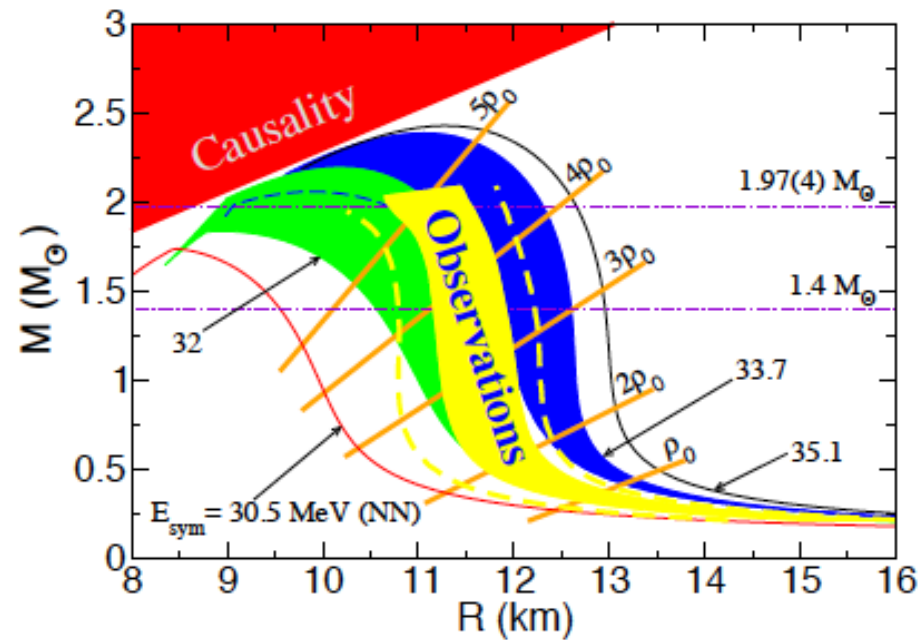 3
2.5
2
1.5
1
0.5
0
M (M☉)
8 9 10 11 12 13 14 15 16
R (km)
Causality
Observations
5ρ₀
4ρ₀
3ρ₀
2ρ₀
ρ₀
1.97(4) M☉
1.4 M☉
32
33.7
35.1
E_sym= 30.5 MeV (NN)